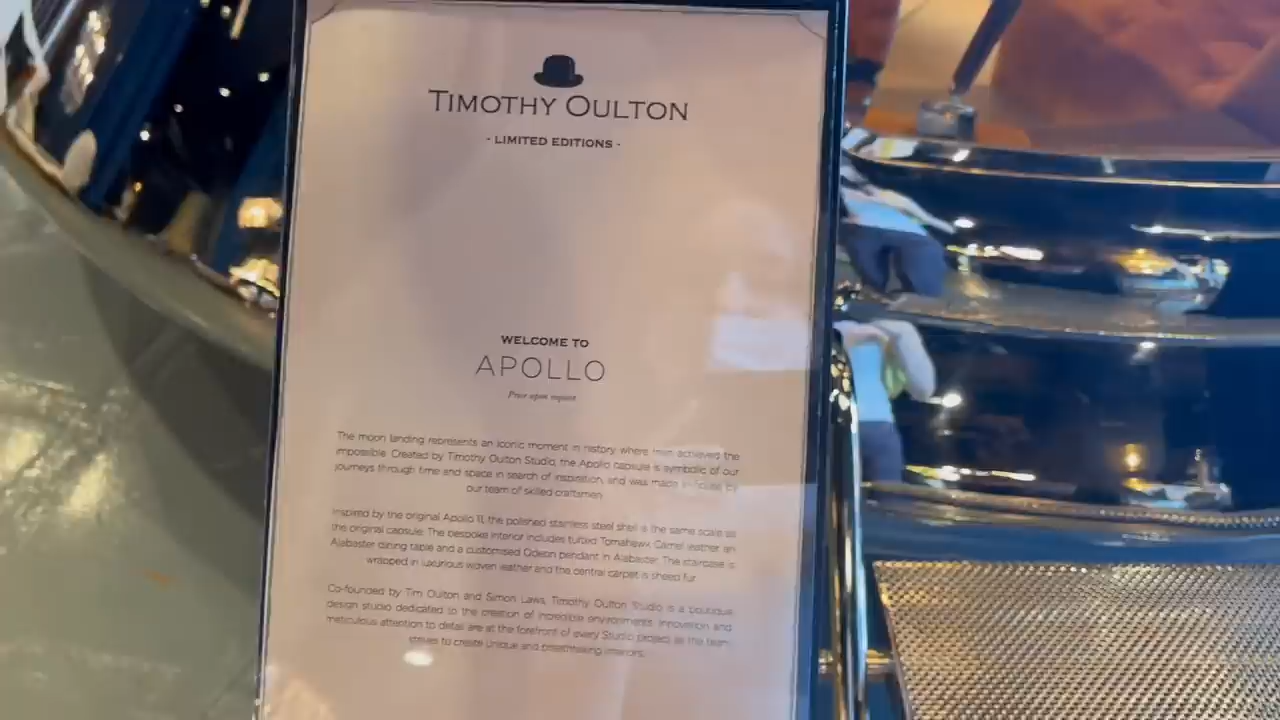 TIMOTHY OULTON
- LIMITED EDITIONS -
WELCOME TO
APOLLO
Price upon request
The moon landing represents an iconic moment in history where man achieved the
impossible. Created by Timothy Oulton Studio, the Apollo capsule is symbolic of our
journeys through time and space in search of inspiration, and was made in-house by
our team of skilled craftsmen.
Inspired by the original Apollo 11, the polished stainless steel shell is the same scale as
the original capsule. The bespoke interior includes tufted Tomahawk Camel leather an
Alabaster dining table and a customised Odeon pendant in Alabaster. The staircase is
wrapped in luxurious woven leather and the central carpet is sheep fur.
Co-founded by Tim Oulton and Simon Laws, Timothy Oulton Studio is a boutique
design studio dedicated to the creation of incredible environments. Innovation and
meticulous attention to detail are at the forefront of every Studio project as the team
strives to create unique and breathtaking interiors.